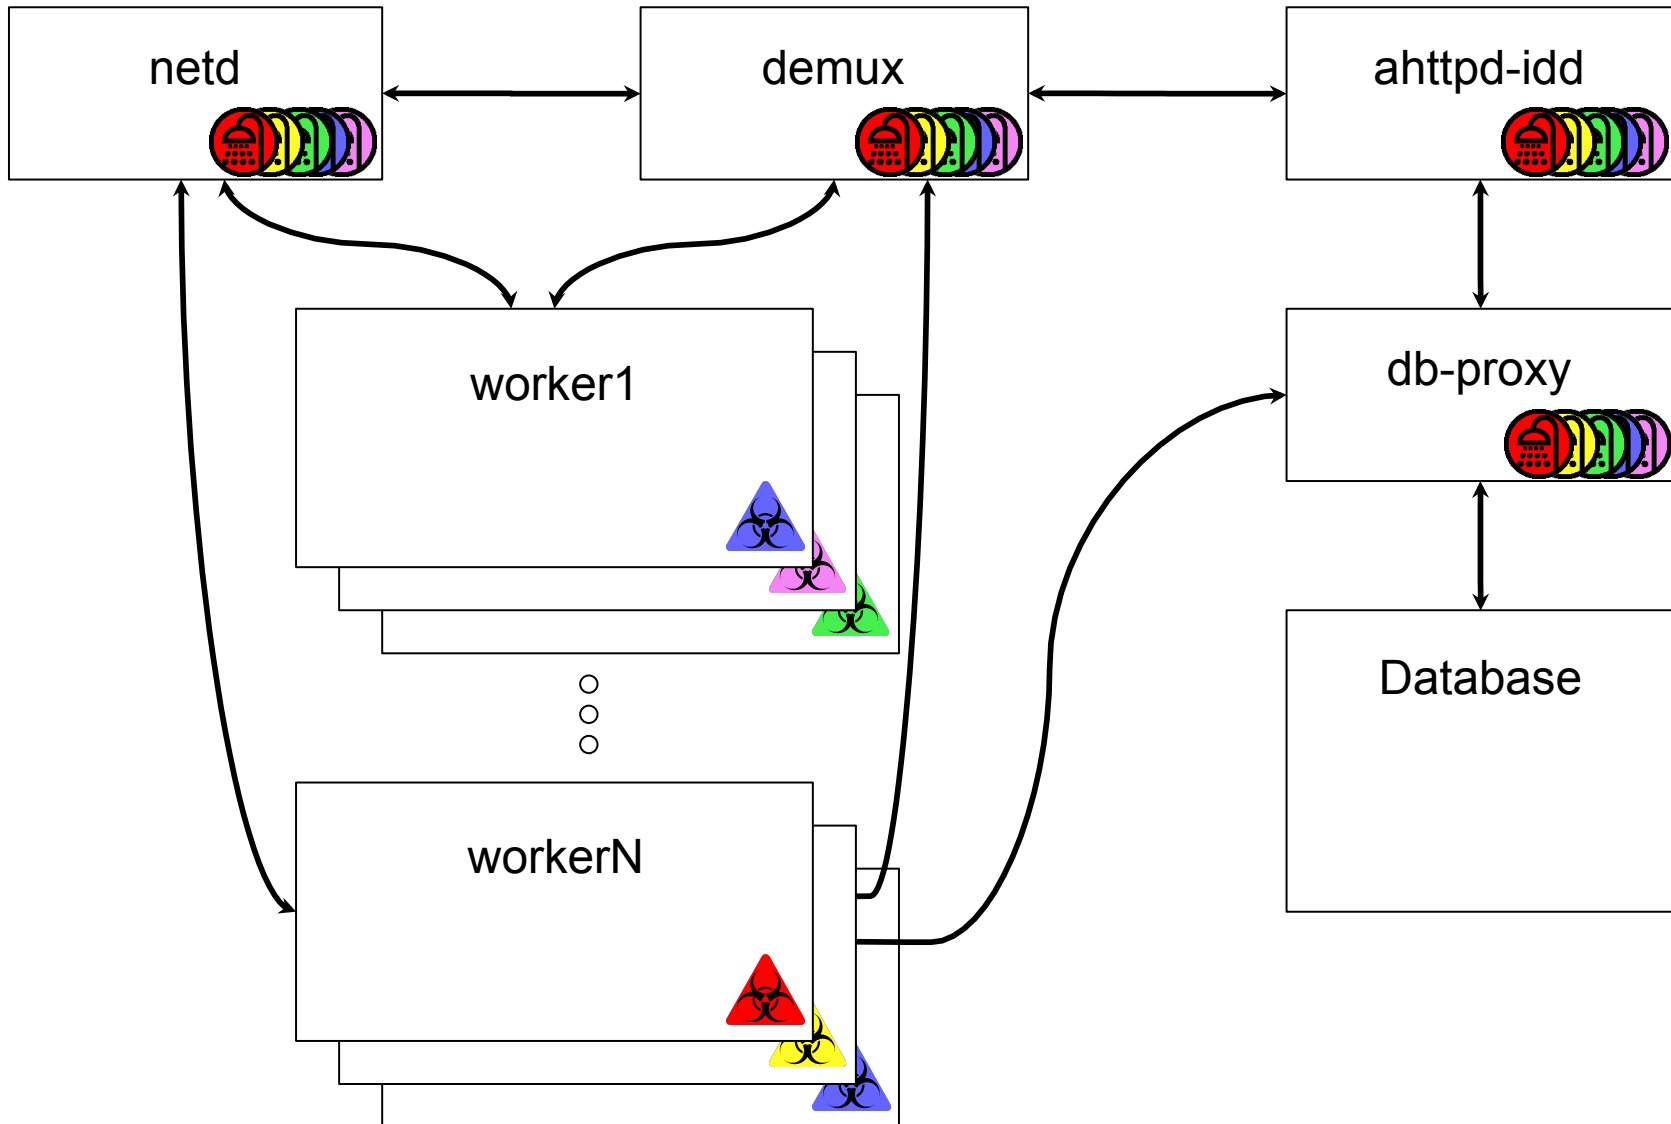 netd
demux
ahttpd-idd
worker1
db-proxy
Database
workerN